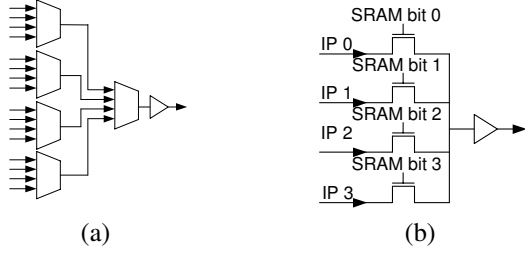 SRAM bit 0
IP 0
SRAM bit 1
IP 1
SRAM bit 2
IP 2
SRAM bit 3
IP 3
(a)
(b)